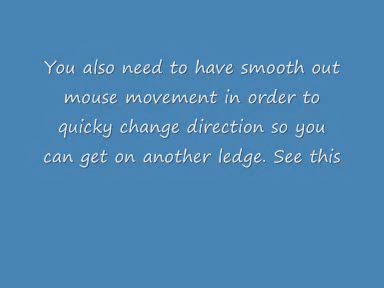 You also need to have smooth out
mouse movement in order to
quicky change direction so you
can get on another ledge. See this